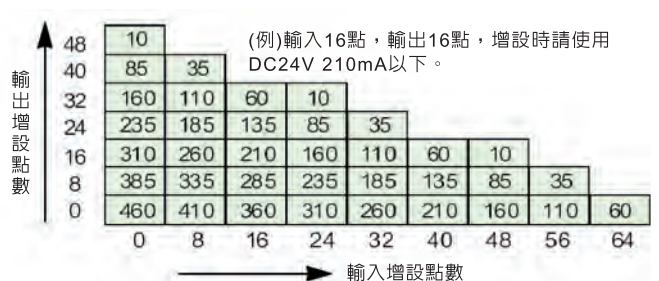 (例)輸入16點，輸出16點，增設時請使用
DC24V 210mA以下。
輸出增設點數
48 10
40 85 35
32 160 110 60 10
24 235 185 135 85 35
16 310 260 210 160 110 60 10
8 385 335 285 235 185 135 85 35
0 460 410 360 310 260 210 160 110 60
0 8 16 24 32 40 48 56 64
輸入增設點數